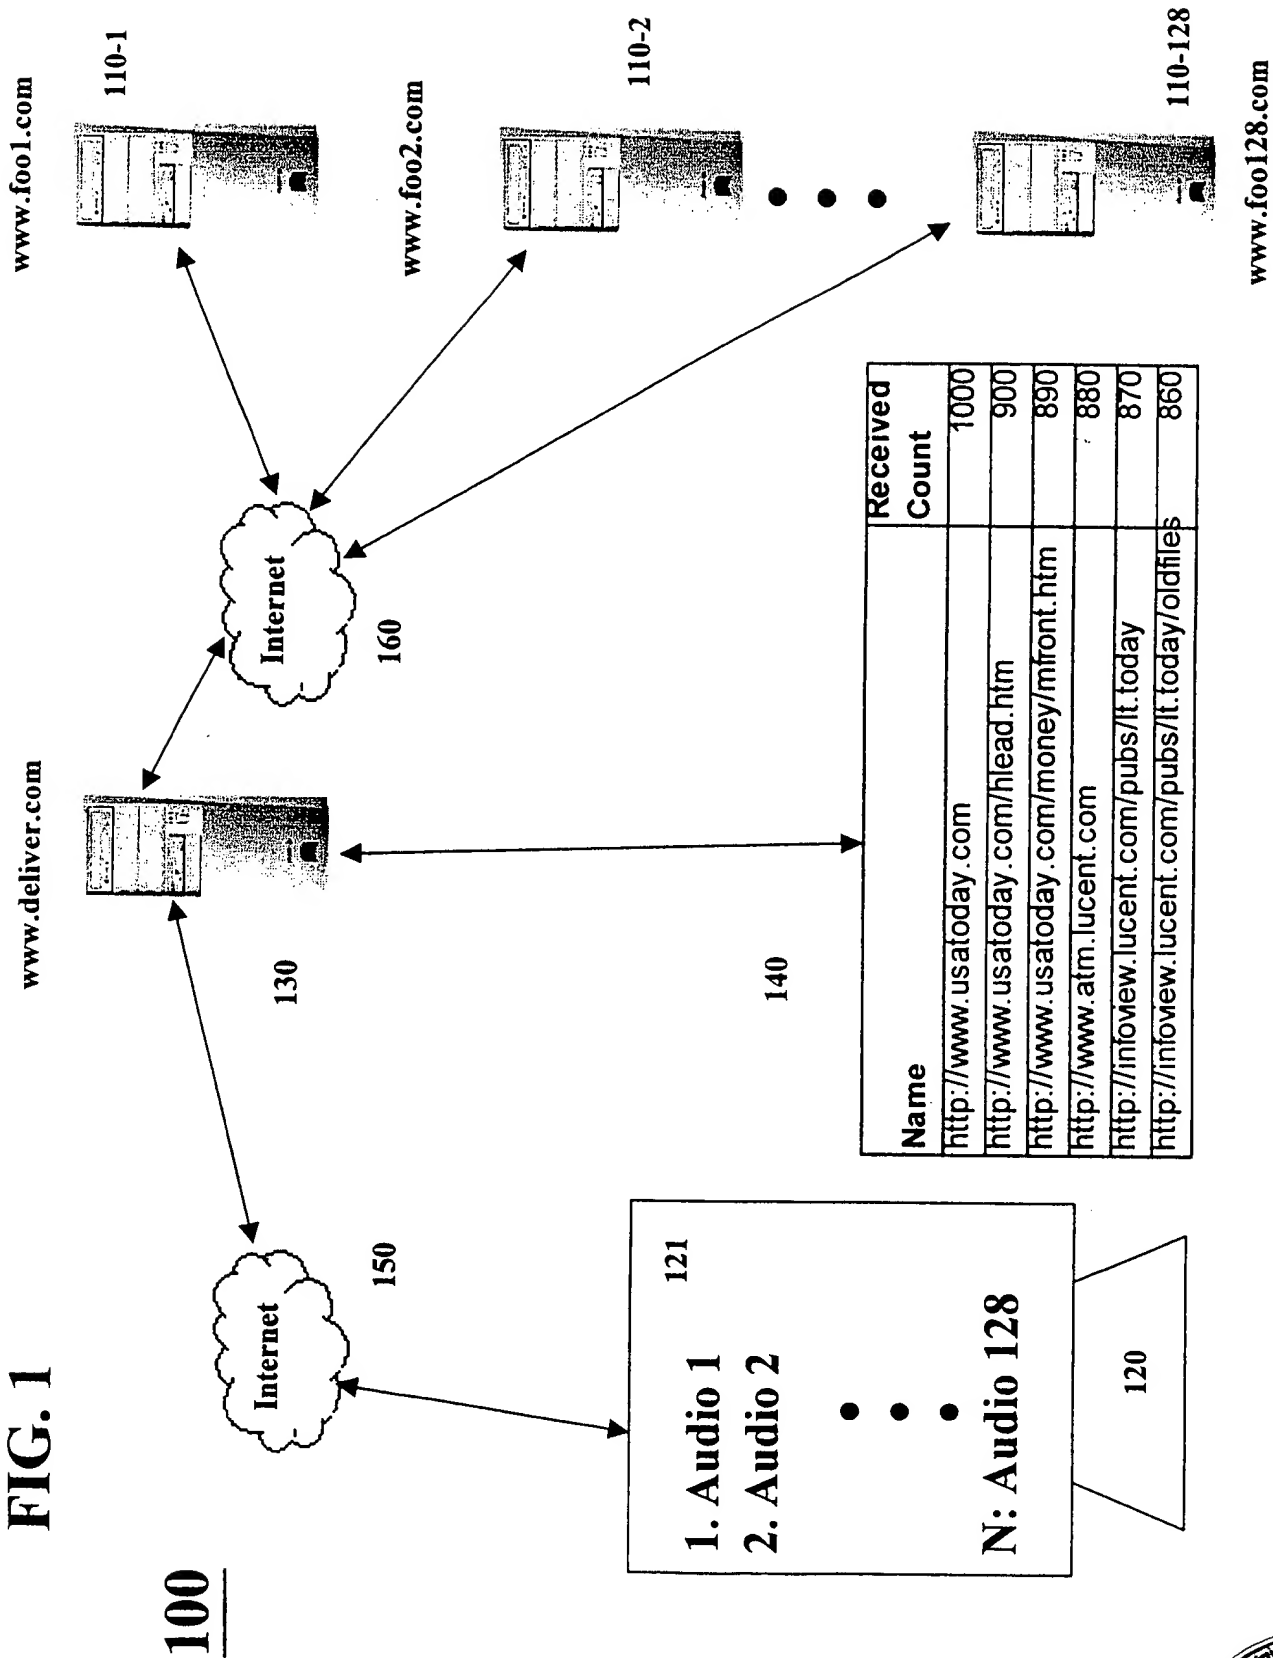 FIG. 1
100
www.deliver.com
130
www.foo1.com
110-1
www.foo2.com
110-2
110-128
www.foo128.com
Internet
150
Internet
160
140
121
1. Audio 1
2. Audio 2
N: Audio 128
120
Name Received Count
http://www.usatoday.com 1000
http://www.usatoday.com/hlead.htm 900
http://www.usatoday.com/money/mfront.htm 890
http://www.atm.lucent.com 880
http://infoview.lucent.com/pubs/lt.today 870
http://infoview.lucent.com/pubs/lt.today/oldfiles 860